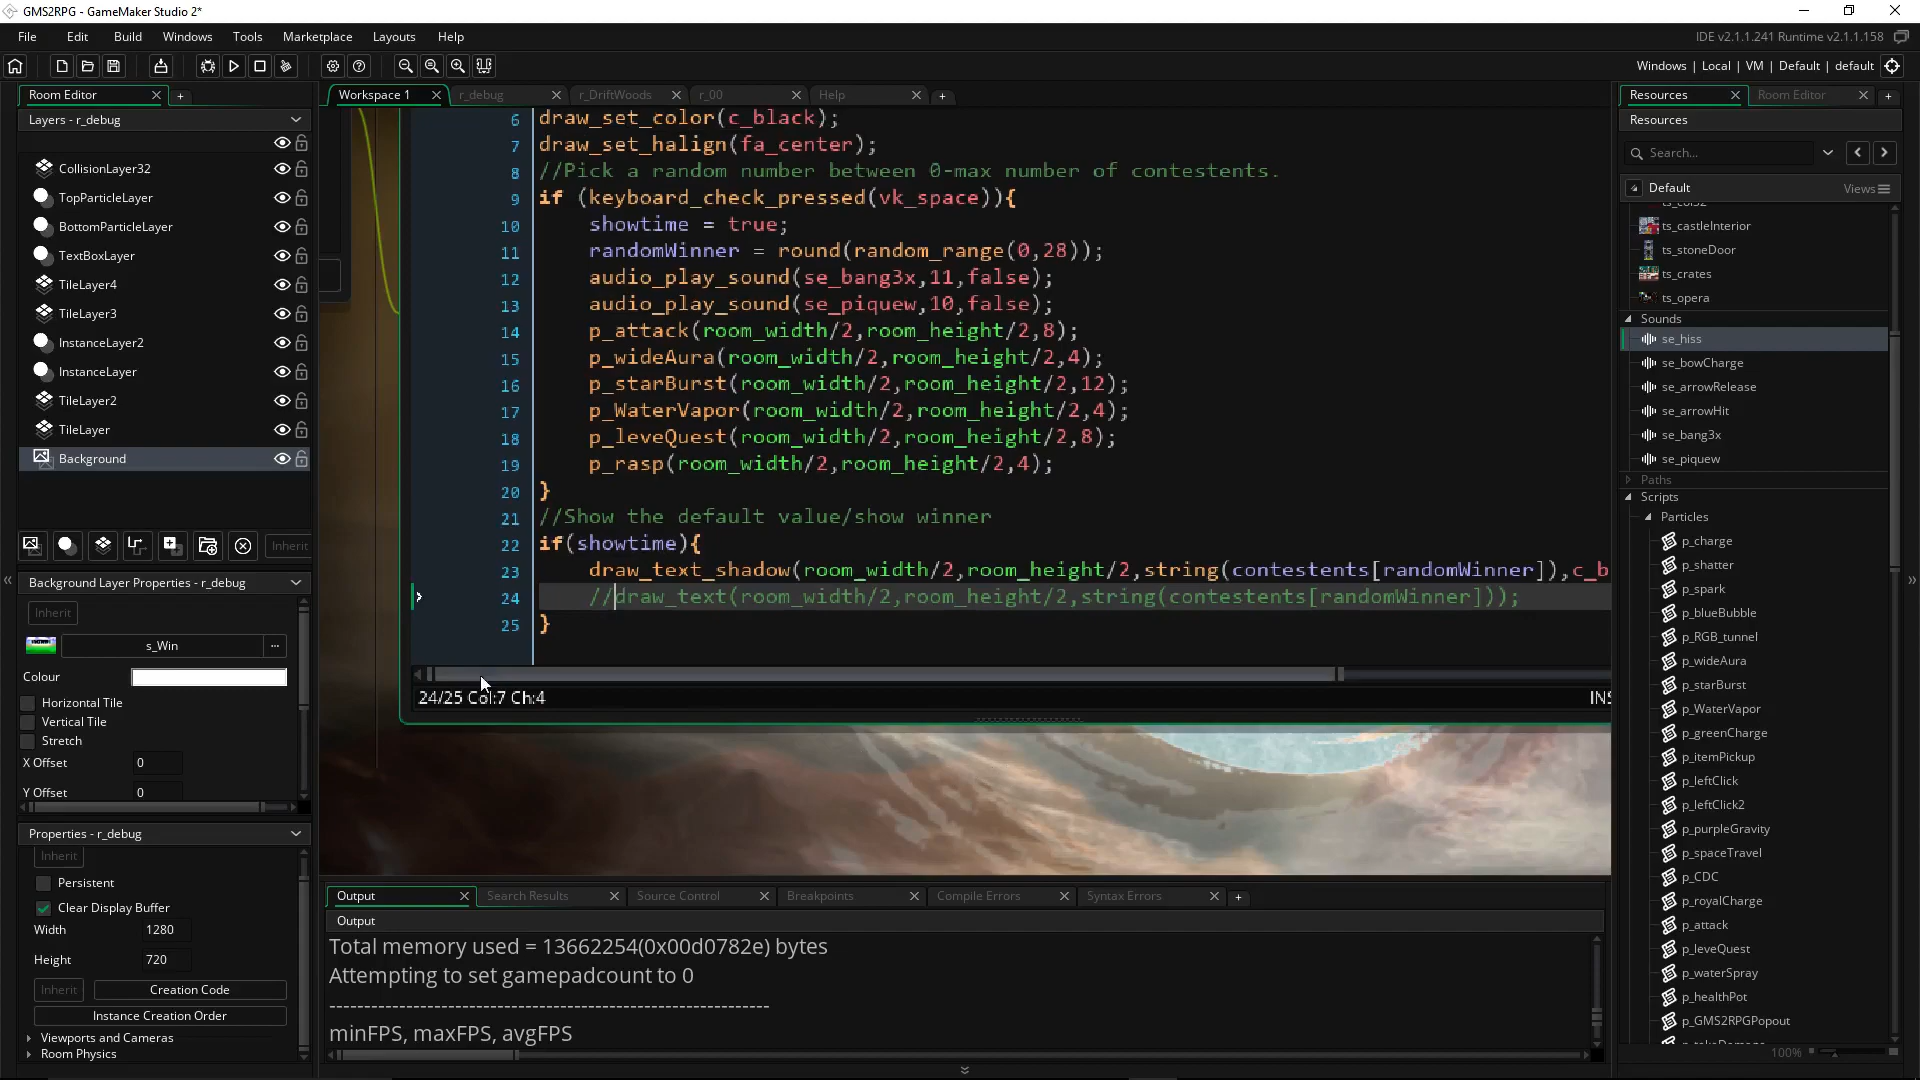 GMS2RPG - GameMaker Studio 2*
File Edit Build Windows Tools Marketplace Layouts Help
IDE v2.1.1.241 Runtime v2.1.1.158
Windows | Local | VM | Default | default
Room Editor
Layers - r_debug
CollisionLayer32
TopParticleLayer
BottomParticleLayer
TextBoxLayer
TileLayer4
TileLayer3
InstanceLayer2
InstanceLayer
TileLayer2
TileLayer
Background
Inherit
Background Layer Properties - r_debug
Inherit
s_Win ...
Colour
Horizontal Tile
Vertical Tile
Stretch
X Offset 0
Y Offset 0
Properties - r_debug
Inherit
Persistent
Clear Display Buffer
Width 1280
Height 720
Inherit Creation Code
Instance Creation Order
Viewports and Cameras
Room Physics
Workspace 1 r_debug r_DriftWoods r_00 Help
6 draw_set_color(c_black);
7 draw_set_halign(fa_center);
8 //Pick a random number between 0-max number of contestents.
9 if (keyboard_check_pressed(vk_space)){
10 showtime = true;
11 randomWinner = round(random_range(0,28));
12 audio_play_sound(se_bang3x,11,false);
13 audio_play_sound(se_piquew,10,false);
14 p_attack(room_width/2,room_height/2,8);
15 p_wideAura(room_width/2,room_height/2,4);
16 p_starBurst(room_width/2,room_height/2,12);
17 p_WaterVapor(room_width/2,room_height/2,4);
18 p_leveQuest(room_width/2,room_height/2,8);
19 p_rasp(room_width/2,room_height/2,4);
20 }
21 //Show the default value/show winner
22 if(showtime){
23 draw_text_shadow(room_width/2,room_height/2,string(contestents[randomWinner]),c_b
24 //draw_text(room_width/2,room_height/2,string(contestents[randomWinner]));
25 }
24/25 Col:7 Ch:4 INS
Output Search Results Source Control Breakpoints Compile Errors Syntax Errors
Output
Total memory used = 13662254(0x00d0782e) bytes
Attempting to set gamepadcount to 0
----------------------------------------------------------------
minFPS, maxFPS, avgFPS
Resources Room Editor
Resources
Search...
Default Views
ts_castleInterior
ts_stoneDoor
ts_crates
ts_opera
Sounds
se_hiss
se_bowCharge
se_arrowRelease
se_arrowHit
se_bang3x
se_piquew
Paths
Scripts
Particles
p_charge
p_shatter
p_spark
p_blueBubble
p_RGB_tunnel
p_wideAura
p_starBurst
p_WaterVapor
p_greenCharge
p_itemPickup
p_leftClick
p_leftClick2
p_purpleGravity
p_spaceTravel
p_CDC
p_royalCharge
p_attack
p_leveQuest
p_waterSpray
p_healthPot
p_GMS2RPGPopout
100%